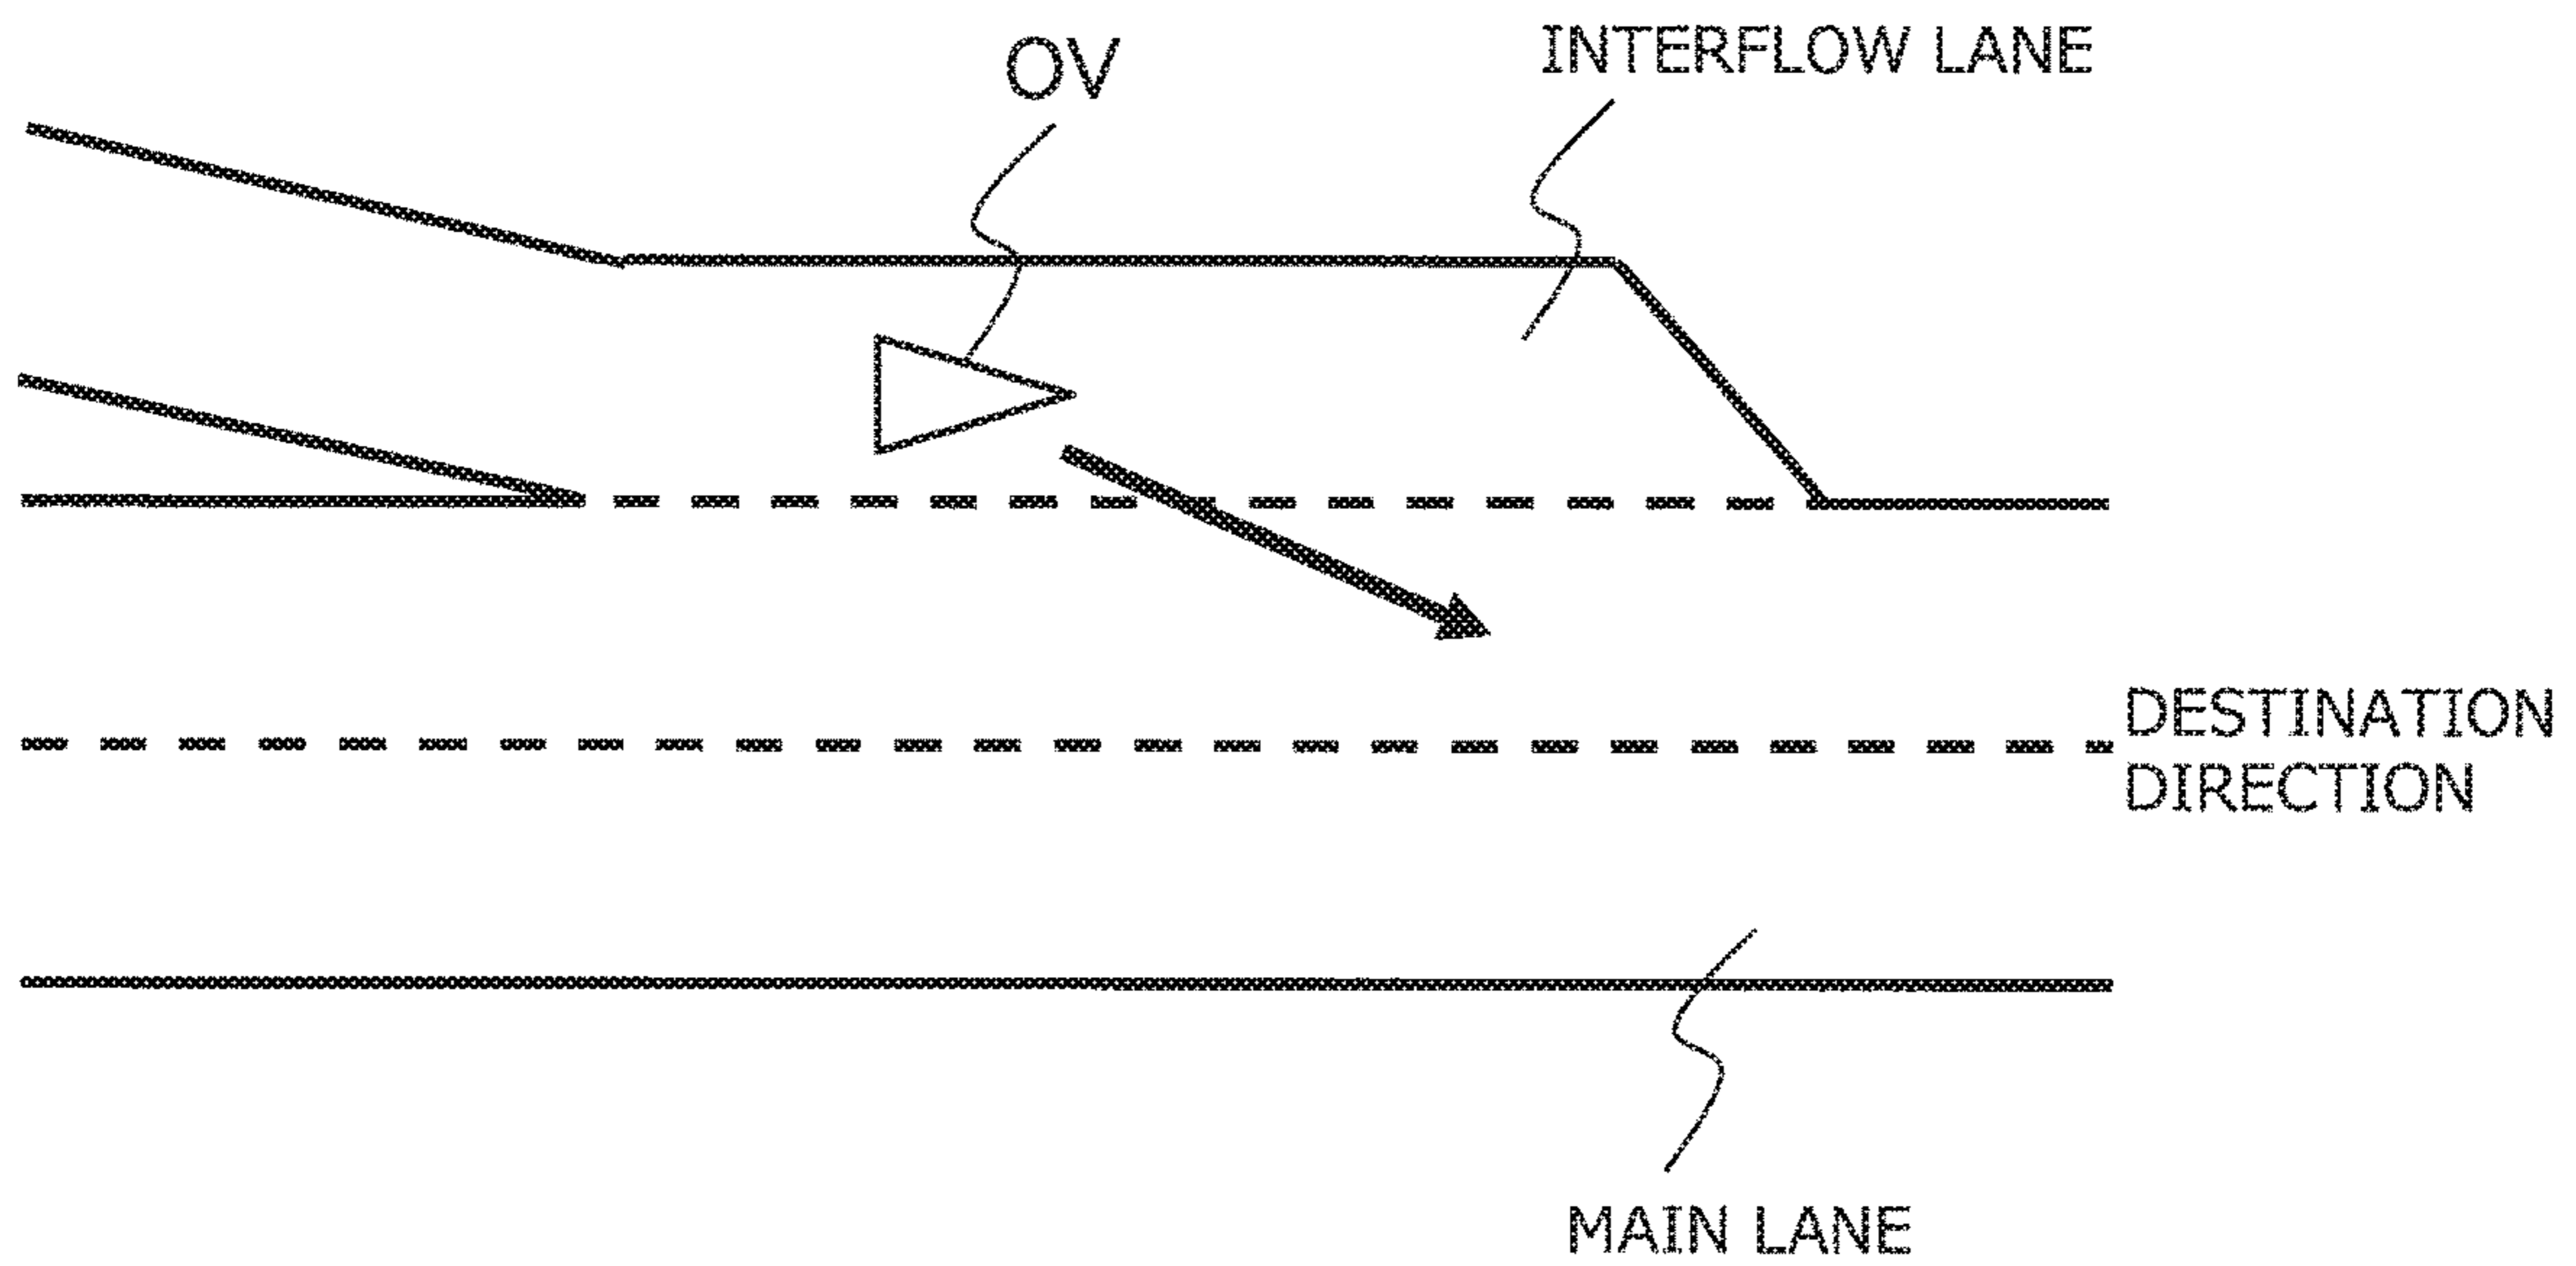 OV
INTERFLOW LANE
DESTINATION
DIRECTION
MAIN LANE